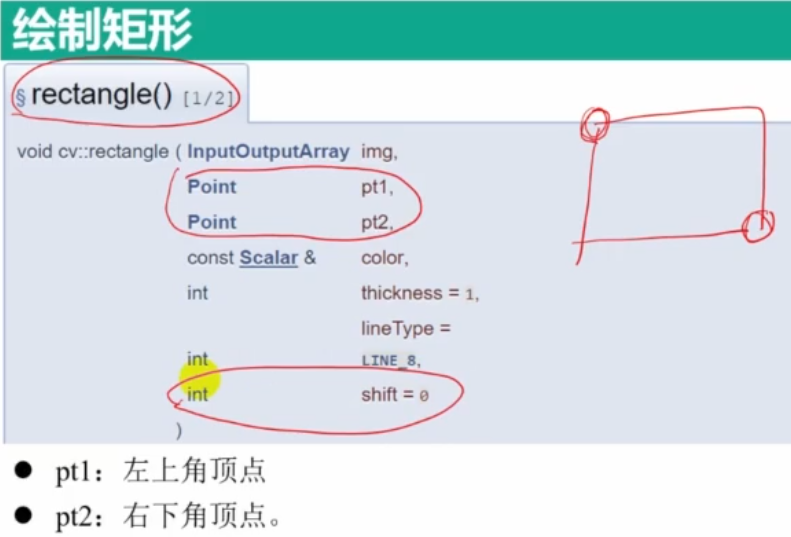 绘制矩形
§ rectangle() [1/2]
void cv::rectangle ( InputOutputArray img,
Point pt1,
Point pt2,
const Scalar & color,
int thickness = 1,
lineType =
int LINE_8,
int shift = 0
)
● pt1：左上角顶点
● pt2：右下角顶点。